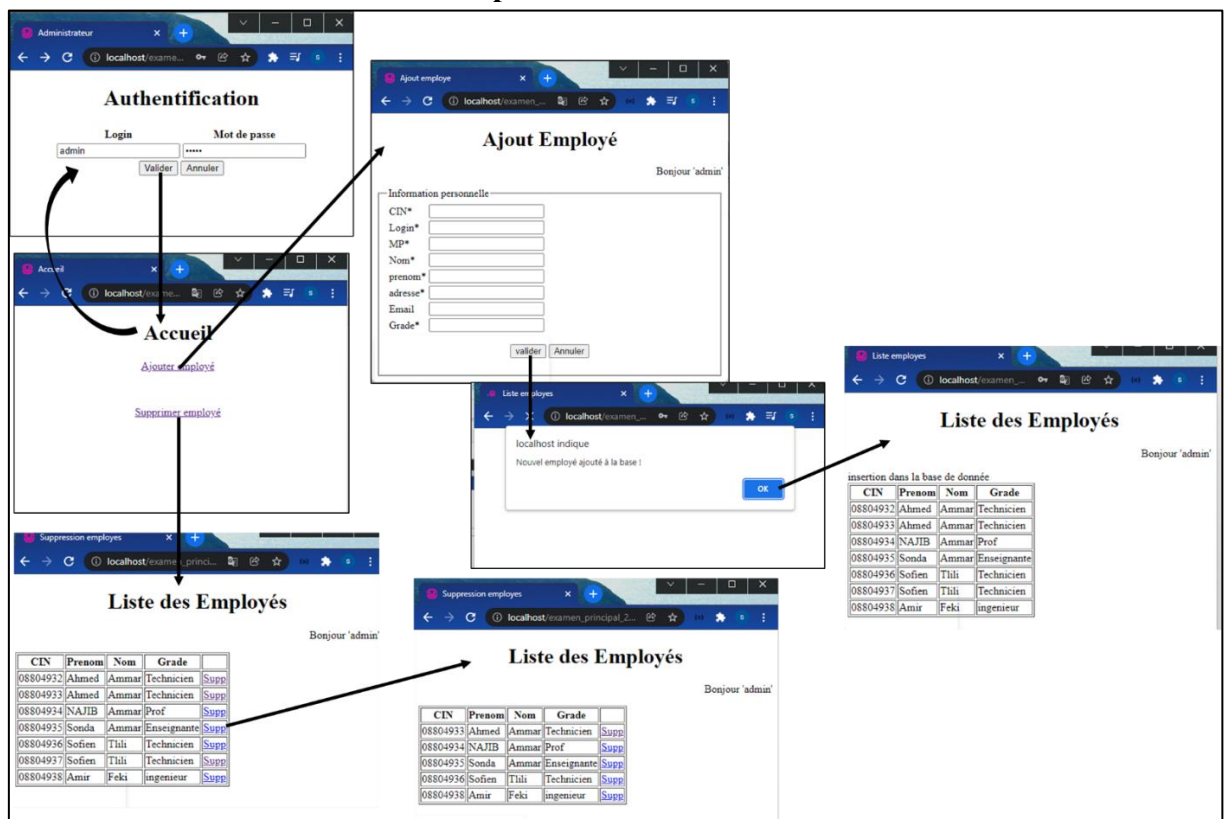 Administrateur
localhost/exame...
Authentification
Login Mot de passe
admin •••••
Valider Annuler
Accueil
localhost/exame...
Accueil
Ajouter employé
Supprimer employé
Ajout employe
localhost/examen_...
Ajout Employé
Bonjour 'admin'
Information personnelle
CIN*
Login*
MP*
Nom*
prenom*
adresse*
Email
Grade*
valider Annuler
Liste employes
localhost/examen_...
localhost indique
Nouvel employé ajouté à la base !
OK
Liste employes
localhost/examen_...
Liste des Employés
Bonjour 'admin'
insertion dans la base de donnée
CIN Prenom Nom Grade
08804932 Ahmed Ammar Technicien
08804933 Ahmed Ammar Technicien
08804934 NAJIB Ammar Prof
08804935 Sonda Ammar Enseignante
08804936 Sofien Tlili Technicien
08804937 Sofien Tlili Technicien
08804938 Amir Feki ingenieur
Suppression employes
localhost/examen_princi...
Liste des Employés
Bonjour 'admin'
CIN Prenom Nom Grade
08804932 Ahmed Ammar Technicien Supp
08804933 Ahmed Ammar Technicien Supp
08804934 NAJIB Ammar Prof Supp
08804935 Sonda Ammar Enseignante Supp
08804936 Sofien Tlili Technicien Supp
08804937 Sofien Tlili Technicien Supp
08804938 Amir Feki ingenieur Supp
Suppression employes
localhost/examen_principal_2...
Liste des Employés
Bonjour 'admin'
CIN Prenom Nom Grade
08804933 Ahmed Ammar Technicien Supp
08804934 NAJIB Ammar Prof Supp
08804935 Sonda Ammar Enseignante Supp
08804936 Sofien Tlili Technicien Supp
08804938 Amir Feki ingenieur Supp